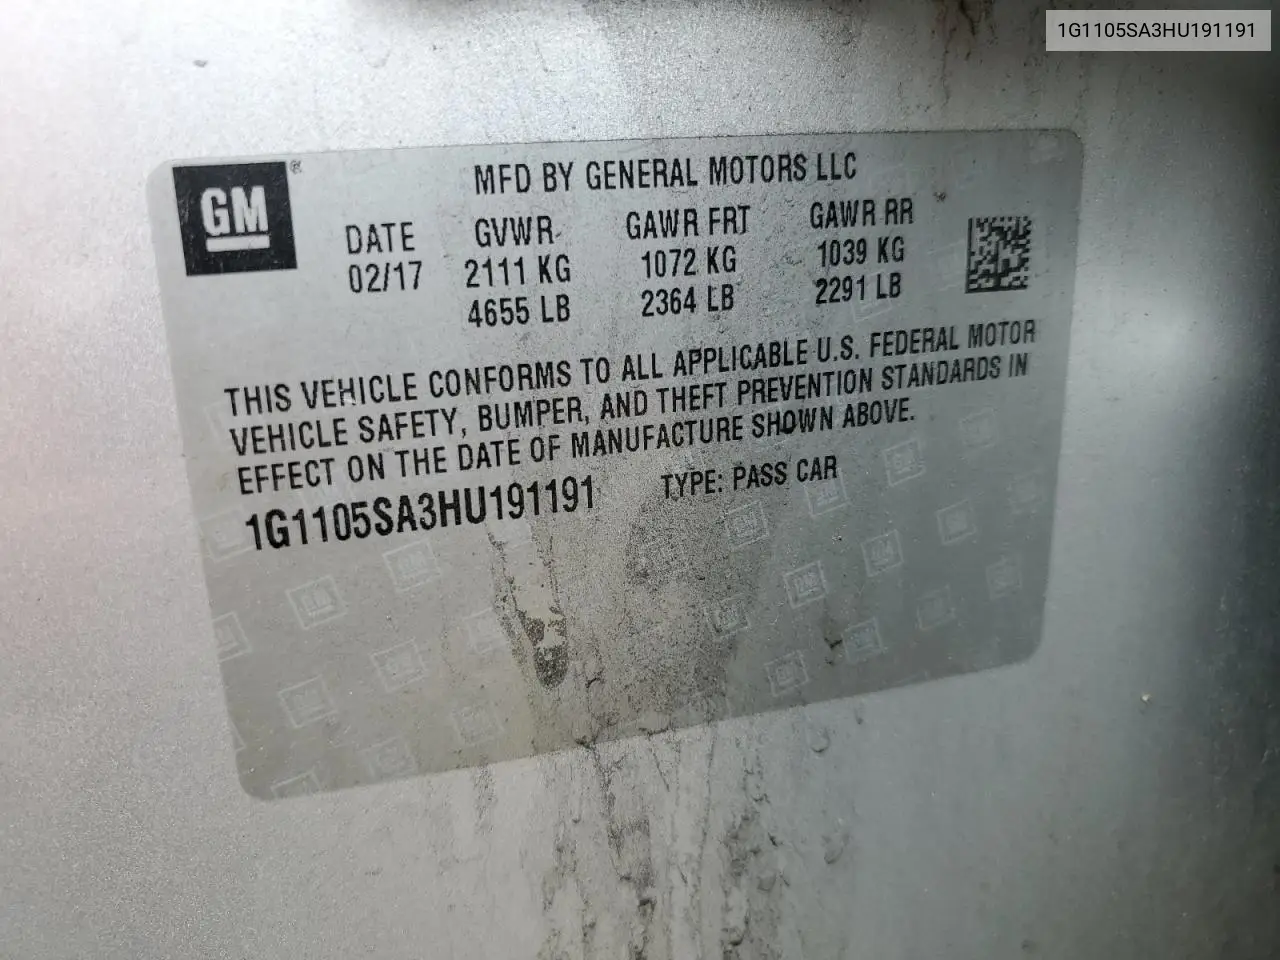 1G1105SA3HU191191
GM®
MFD BY GENERAL MOTORS LLC
DATE GVWR GAWR FRT GAWR RR
02/17 2111 KG 1072 KG 1039 KG
4655 LB 2364 LB 2291 LB
THIS VEHICLE CONFORMS TO ALL APPLICABLE U.S. FEDERAL MOTOR
VEHICLE SAFETY, BUMPER, AND THEFT PREVENTION STANDARDS IN
EFFECT ON THE DATE OF MANUFACTURE SHOWN ABOVE.
1G1105SA3HU191191 TYPE: PASS CAR